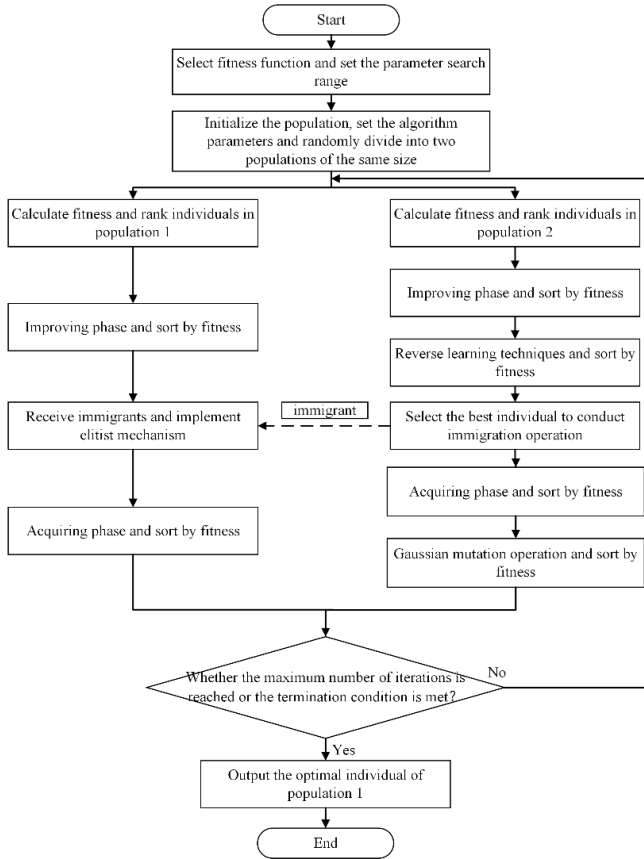 Start
Select fitness function and set the parameter search
range
Initialize the population, set the algorithm
parameters and randomly divide into two
populations of the same size
Calculate fitness and rank individuals in
population 1
Calculate fitness and rank individuals in
population 2
Improving phase and sort by fitness
Improving phase and sort by fitness
Reverse learning techniques and sort by
fitness
immigrant
Receive immigrants and implement
elitist mechanism
Select the best individual to conduct
immigration operation
Acquiring phase and sort by fitness
Acquiring phase and sort by fitness
Gaussian mutation operation and sort by
fitness
Whether the maximum number of iterations is
reached or the termination condition is met?
No
Yes
Output the optimal individual of
population 1
End